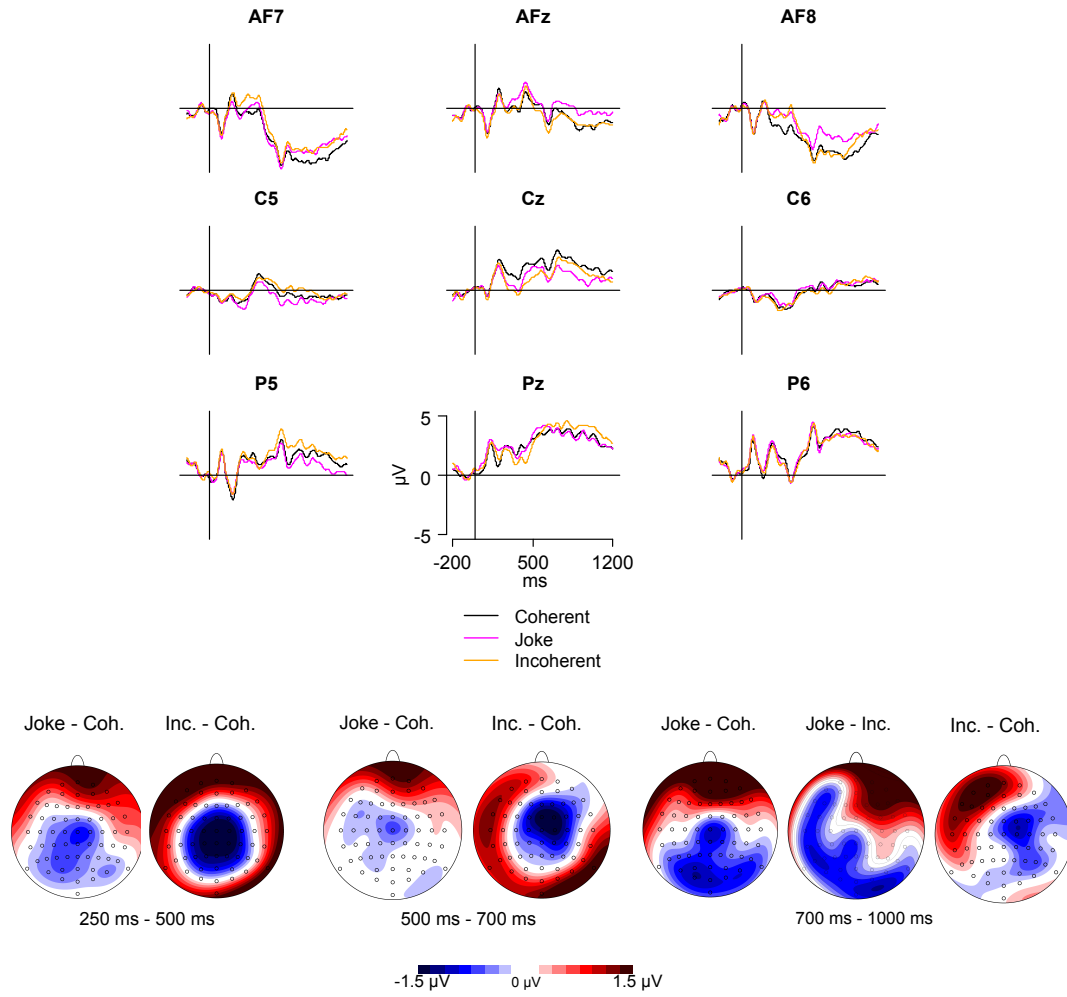 AF7 AFz AF8
C5 Cz C6
P5 Pz P6
5
0
-5
µV
-200 500 1200
ms
Coherent
Joke
Incoherent
Joke - Coh. Inc. - Coh. Joke - Coh. Inc. - Coh. Joke - Coh. Joke - Inc. Inc. - Coh.
250 ms - 500 ms 500 ms - 700 ms 700 ms - 1000 ms
-1.5 µV 0 µV 1.5 µV